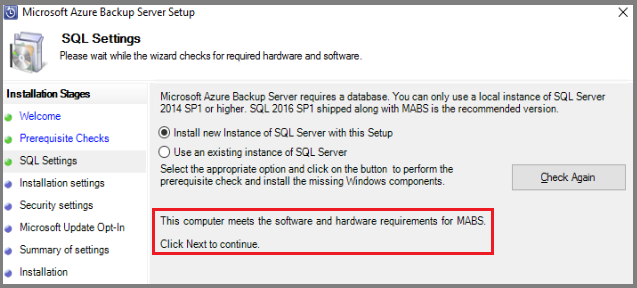 Microsoft Azure Backup Server Setup
SQL Settings
Please wait while the wizard checks for required hardware and software.
Installation Stages
Welcome
Prerequisite Checks
SQL Settings
Installation settings
Security settings
Microsoft Update Opt-In
Summary of settings
Installation
Microsoft Azure Backup Server requires a database. You can only use a local instance of SQL Server
2014 SP1 or higher. SQL 2016 SP1 shipped along with MABS is the recommended version.
Install new Instance of SQL Server with this Setup
Use an existing instance of SQL Server
Select the appropriate option and click on the button to perform the
prerequisite check and install the missing Windows components.
Check Again
This computer meets the software and hardware requirements for MABS.
Click Next to continue.